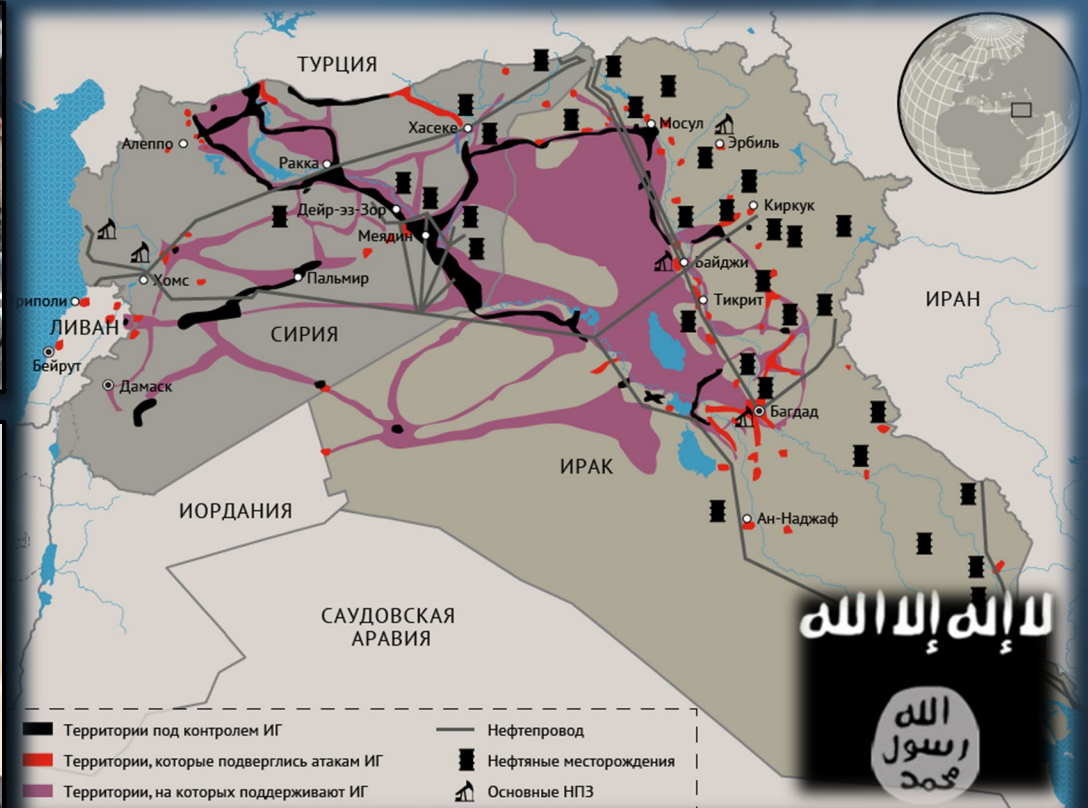 ТУРЦИЯ
Хасеке
Мосул
Алеппо
Эрбиль
Ракка
Дейр-эз-Зор
Киркук
Меядин
Байджи
Хомс
Пальмир
Тикрит
риполи
ИРАН
ЛИВАН
СИРИЯ
Бейрут
Дамаск
Багдад
ИРАК
ИОРДАНИЯ
Ан-Наджаф
САУДОВСКАЯ
АРАВИЯ
لا إله إلا الله
الله
رسول
محمد
Территории под контролем ИГ
Нефтепровод
Территории, которые подверглись атакам ИГ
Нефтяные месторождения
Территории, на которых поддерживают ИГ
Основные НПЗ